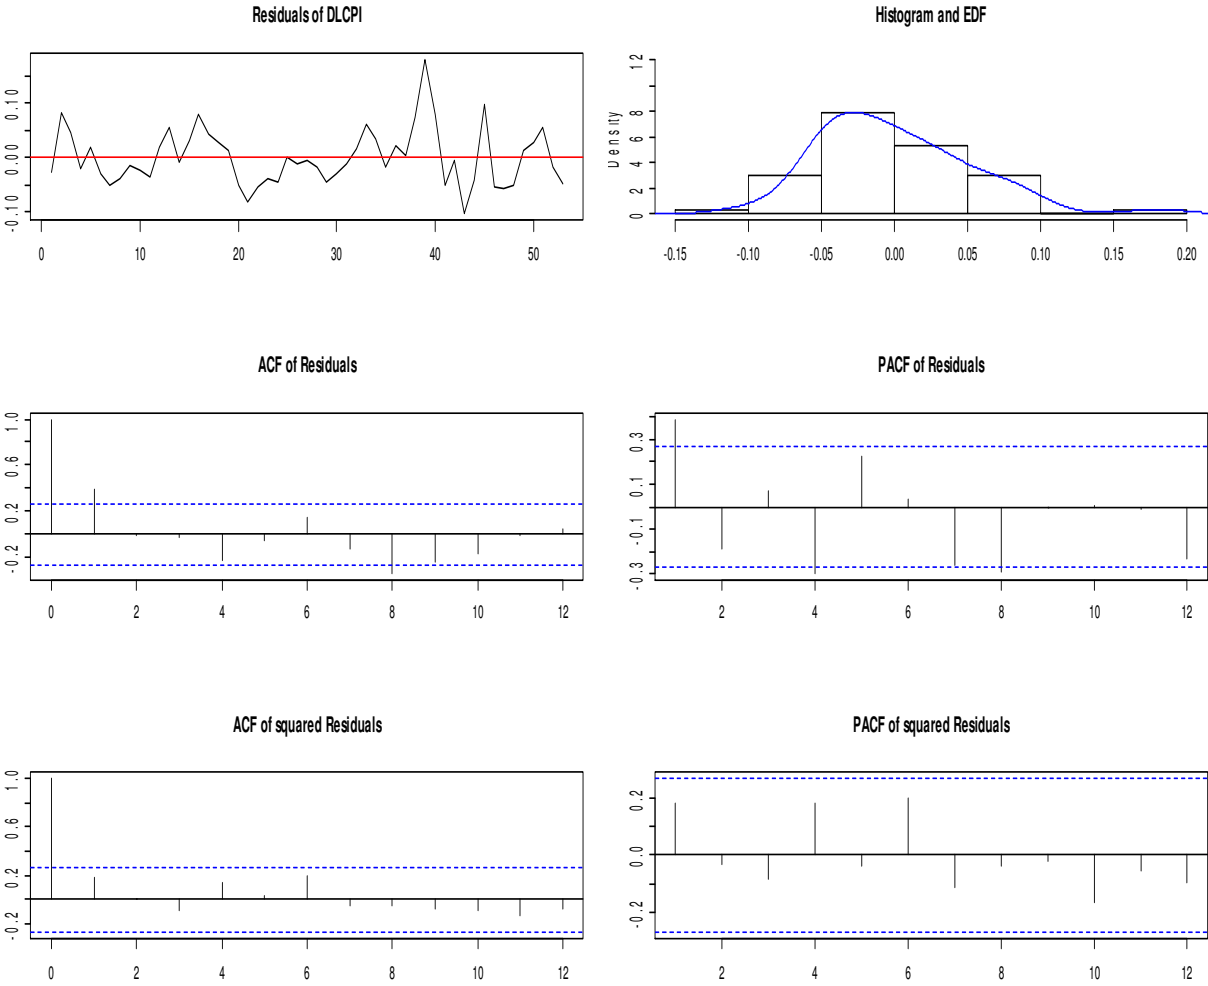 Residuals of DLCPI
0.10
0.00
-0.10
0 10 20 30 40 50
Histogram and EDF
Density
12
8
6
4
2
0
-0.15 -0.10 -0.05 0.00 0.05 0.10 0.15 0.20
ACF of Residuals
1.0
0.6
0.2
-0.2
0 2 4 6 8 10 12
PACF of Residuals
0.3
0.1
-0.1
-0.3
2 4 6 8 10 12
ACF of squared Residuals
1.0
0.6
0.2
-0.2
0 2 4 6 8 10 12
PACF of squared Residuals
0.2
0.0
-0.2
2 4 6 8 10 12